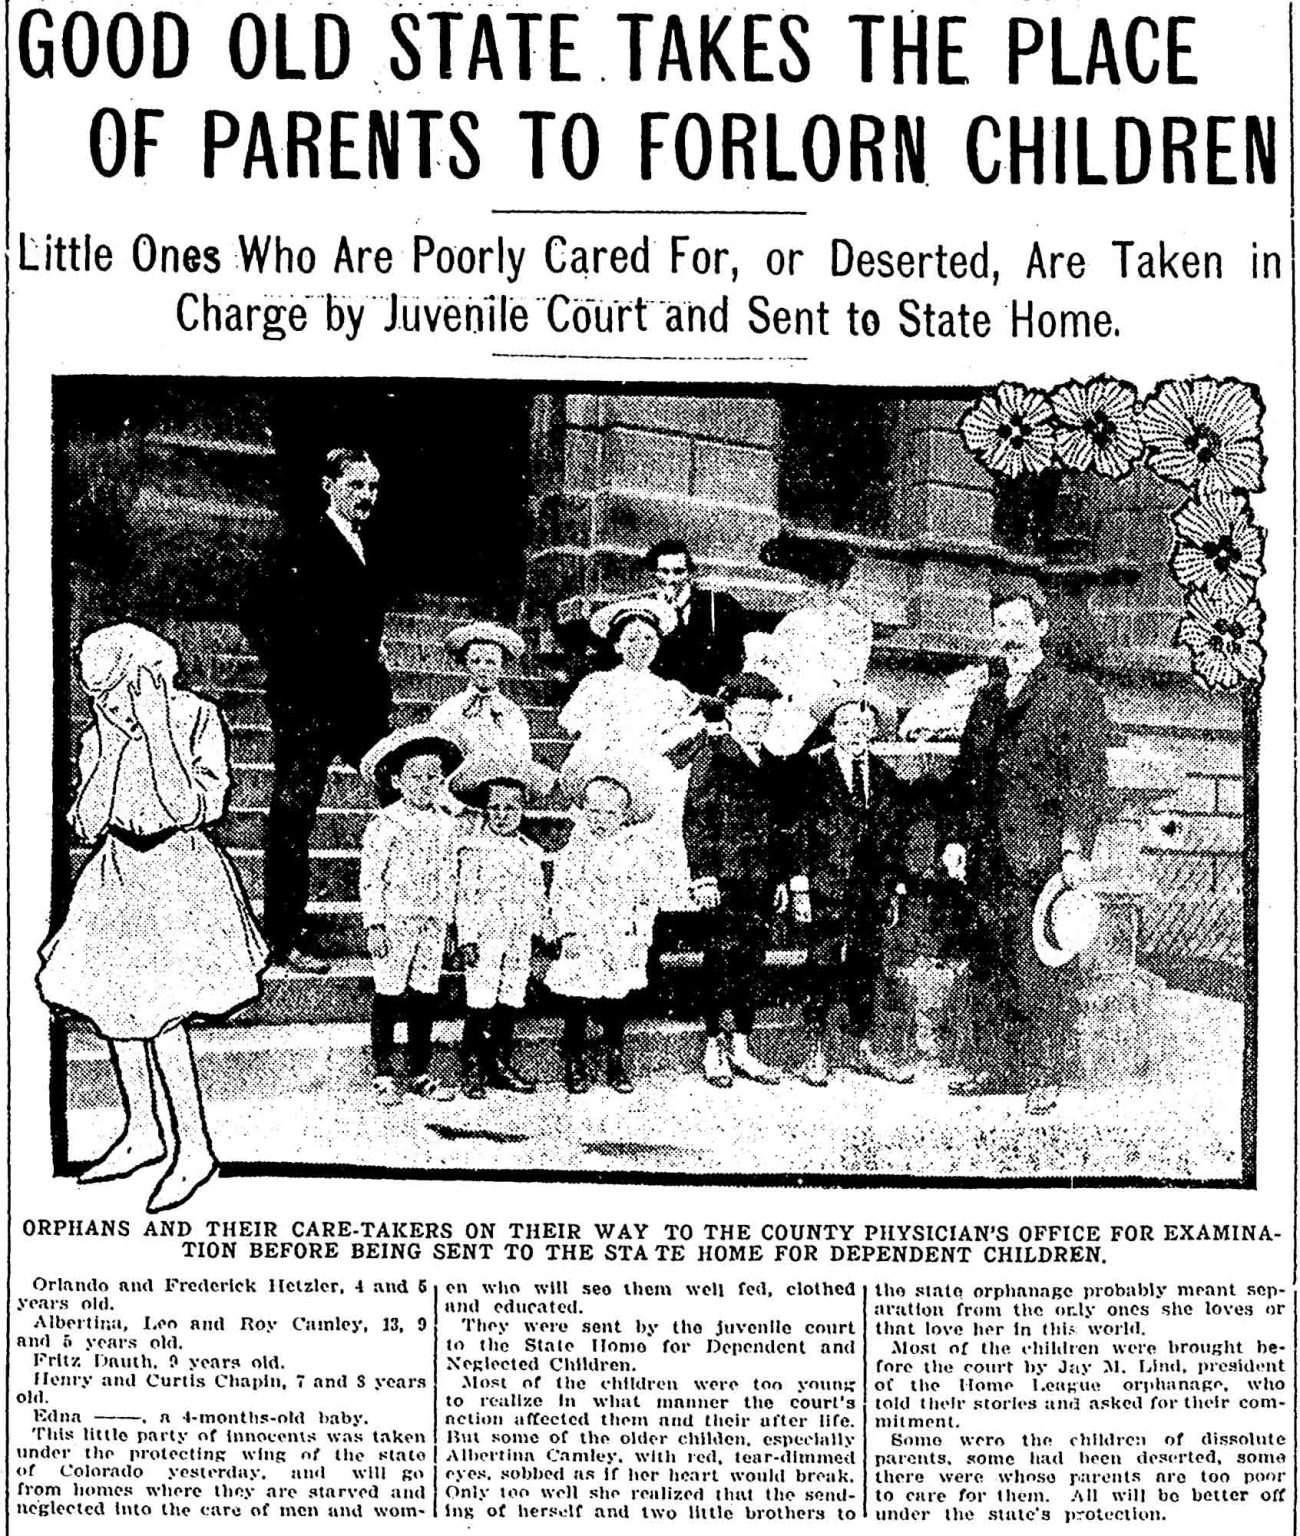 GOOD OLD STATE TAKES THE PLACE
OF PARENTS TO FORLORN CHILDREN
Little Ones Who Are Poorly Cared For, or Deserted, Are Taken in
Charge by Juvenile Court and Sent to State Home.
ORPHANS AND THEIR CARE-TAKERS ON THEIR WAY TO THE COUNTY PHYSICIAN'S OFFICE FOR EXAMINA-
TION BEFORE BEING SENT TO THE STATE HOME FOR DEPENDENT CHILDREN.
Orlando and Frederick Hetzler, 4 and 5
years old.
Albertina, Leo and Roy Camley, 13, 9
and 5 years old.
Fritz Dauth, 9 years old.
Henry and Curtis Chapin, 7 and 8 years
old.
Edna ——, a 4-months-old baby.
This little party of innocents was taken
under the protecting wing of the state
of Colorado yesterday, and will go
from homes where they are starved and
neglected into the care of men and wom-
en who will see them well fed, clothed
and educated.
They were sent by the juvenile court
to the State Home for Dependent and
Neglected Children.
Most of the children were too young
to realize in what manner the court's
action affected them and their after life.
But some of the older childen, especially
Albertina Camley, with red, tear-dimmed
eyes, sobbed as if her heart would break.
Only too well she realized that the send-
ing of herself and two little brothers to
the state orphanage probably meant sep-
aration from the only ones she loves or
that love her in this world.
Most of the children were brought be-
fore the court by Jay M. Lind, president
of the Home League orphanage, who
told their stories and asked for their com-
mitment.
Some were the children of dissolute
parents, some had been deserted, some
there were whose parents are too poor
to care for them. All will be better off
under the state's protection.